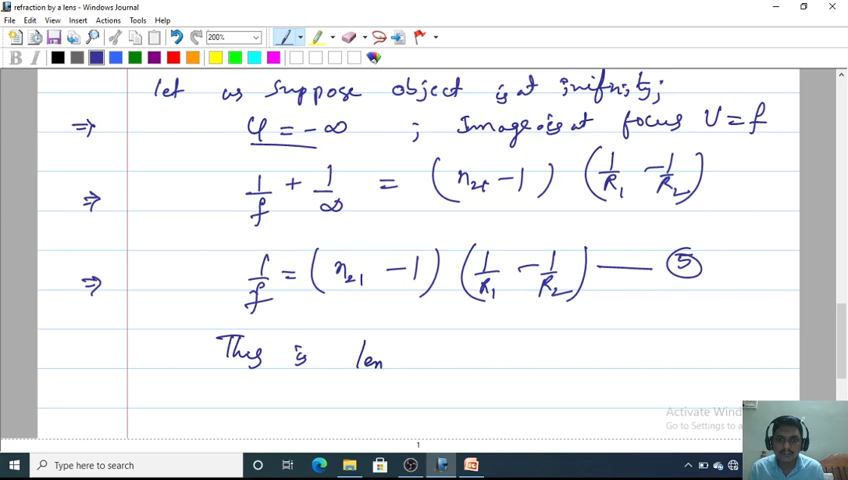 refraction by a lens - Windows Journal
File Edit View Insert Actions Tools Help
200%
B I
let us suppose object is at infinity;
⇒ u = -∞ ; Image is at focus V = f
⇒ 1/f + 1/∞ = (n21 - 1) (1/R1 - 1/R2)
⇒ 1/f = (n21 - 1) (1/R1 - 1/R2) — 5
This is len
Activate Wind
Go to Settings to
1
Type here to search